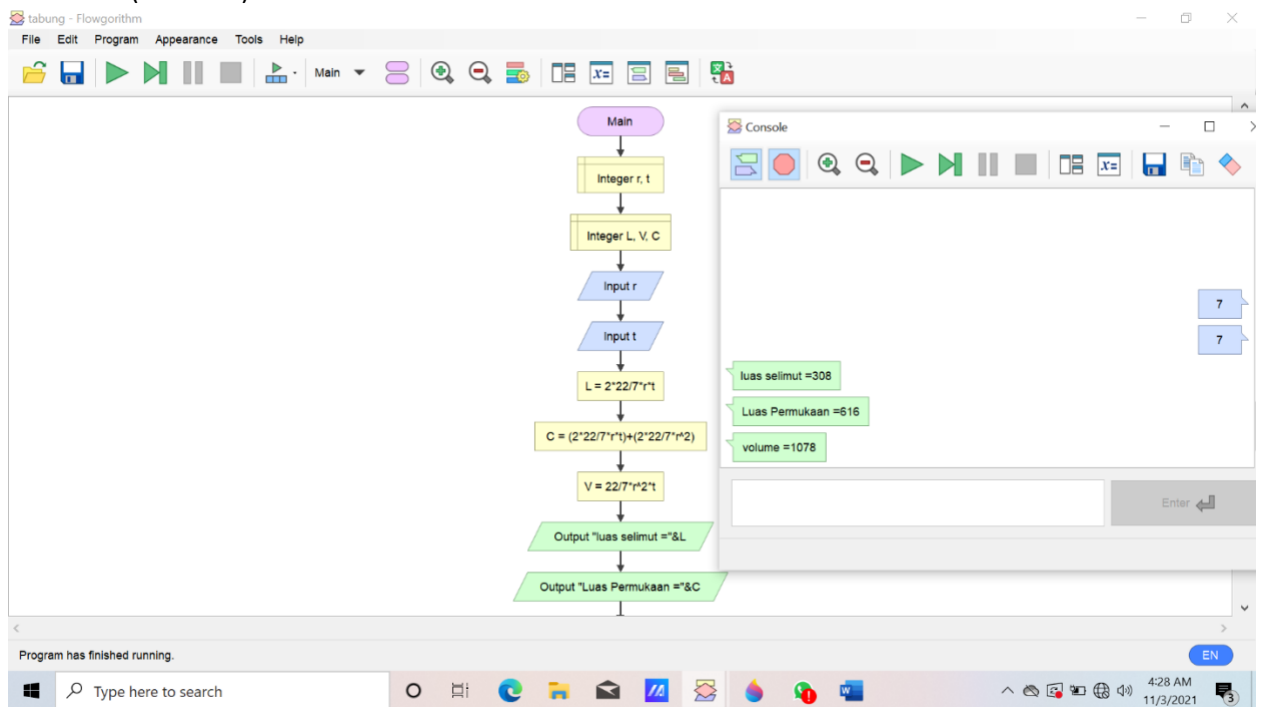 tabung - Flowgorithm
File Edit Program Appearance Tools Help
Main
Main
Integer r, t
Integer L, V, C
Input r
Input t
L = 2*22/7*r*t
C = (2*22/7*r*t)+(2*22/7*r^2)
V = 22/7*r^2*t
Output "luas selimut ="&L
Output "Luas Permukaan ="&C
Console
x=
7
7
luas selimut =308
Luas Permukaan =616
volume =1078
Enter
Program has finished running.
EN
Type here to search
4:28 AM
11/3/2021
3